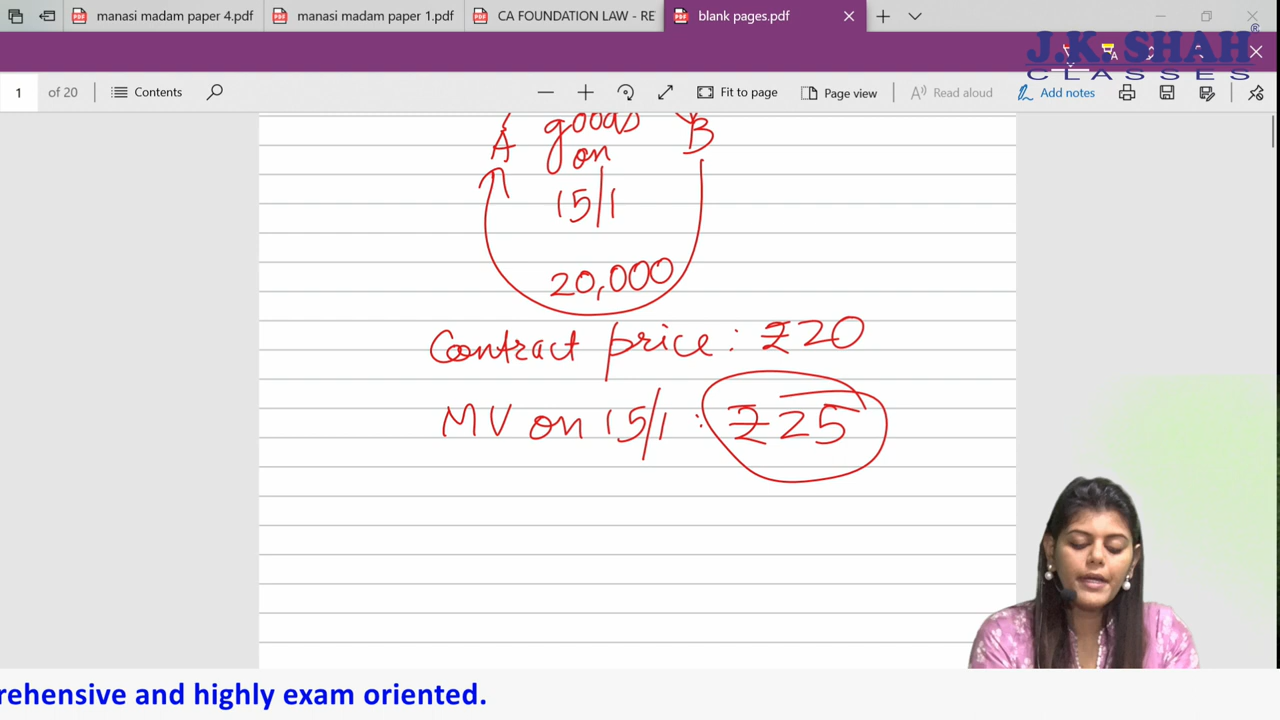 manasi madam paper 4.pdf
manasi madam paper 1.pdf
CA FOUNDATION LAW - RE
blank pages.pdf
J.K. SHAH®
CLASSES
1 of 20
Contents
Fit to page
Page view
Read aloud
Add notes
A goods B
on
15/1
20,000
Contract price : ₹20
MV on 15/1 : ₹25
rehensive and highly exam oriented.